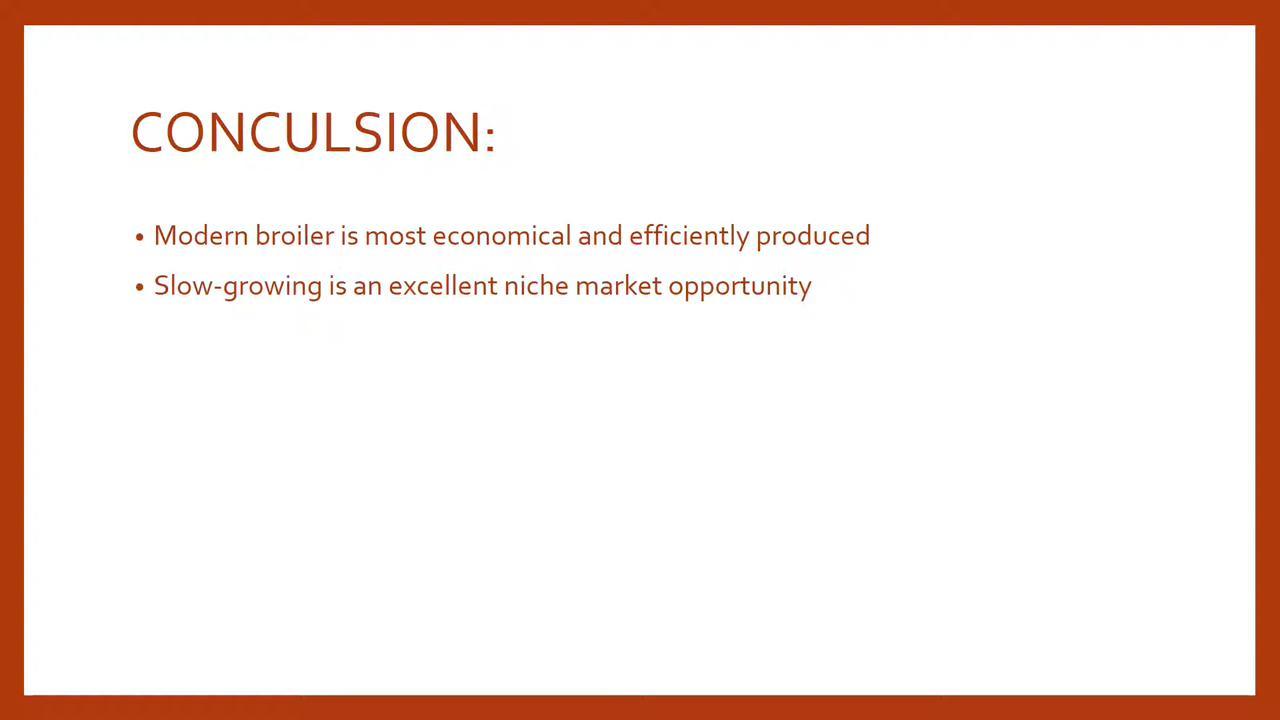 CONCULSION:
• Modern broiler is most economical and efficiently produced
• Slow-growing is an excellent niche market opportunity